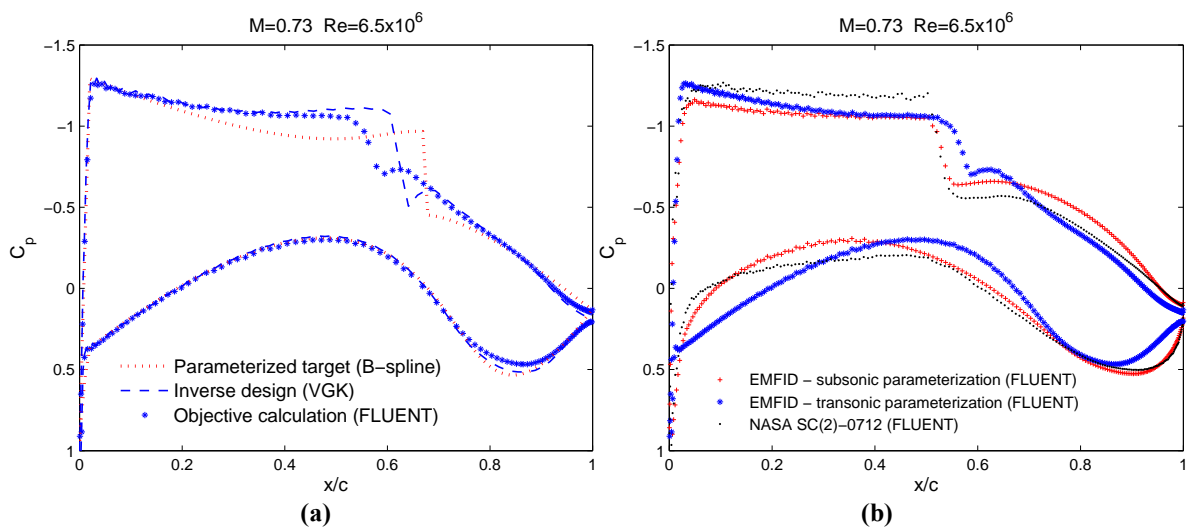 M=0.73 Re=6.5x10^6
−1.5
−1
−0.5
0
0.5
1
C_p
0
0.2
0.4
0.6
0.8
1
x/c
Parameterized target (B−spline)
Inverse design (VGK)
Objective calculation (FLUENT)
(a)
M=0.73 Re=6.5x10^6
−1.5
−1
−0.5
0
0.5
1
C_p
0
0.2
0.4
0.6
0.8
1
x/c
EMFID − subsonic parameterization (FLUENT)
EMFID − transonic parameterization (FLUENT)
NASA SC(2)−0712 (FLUENT)
(b)